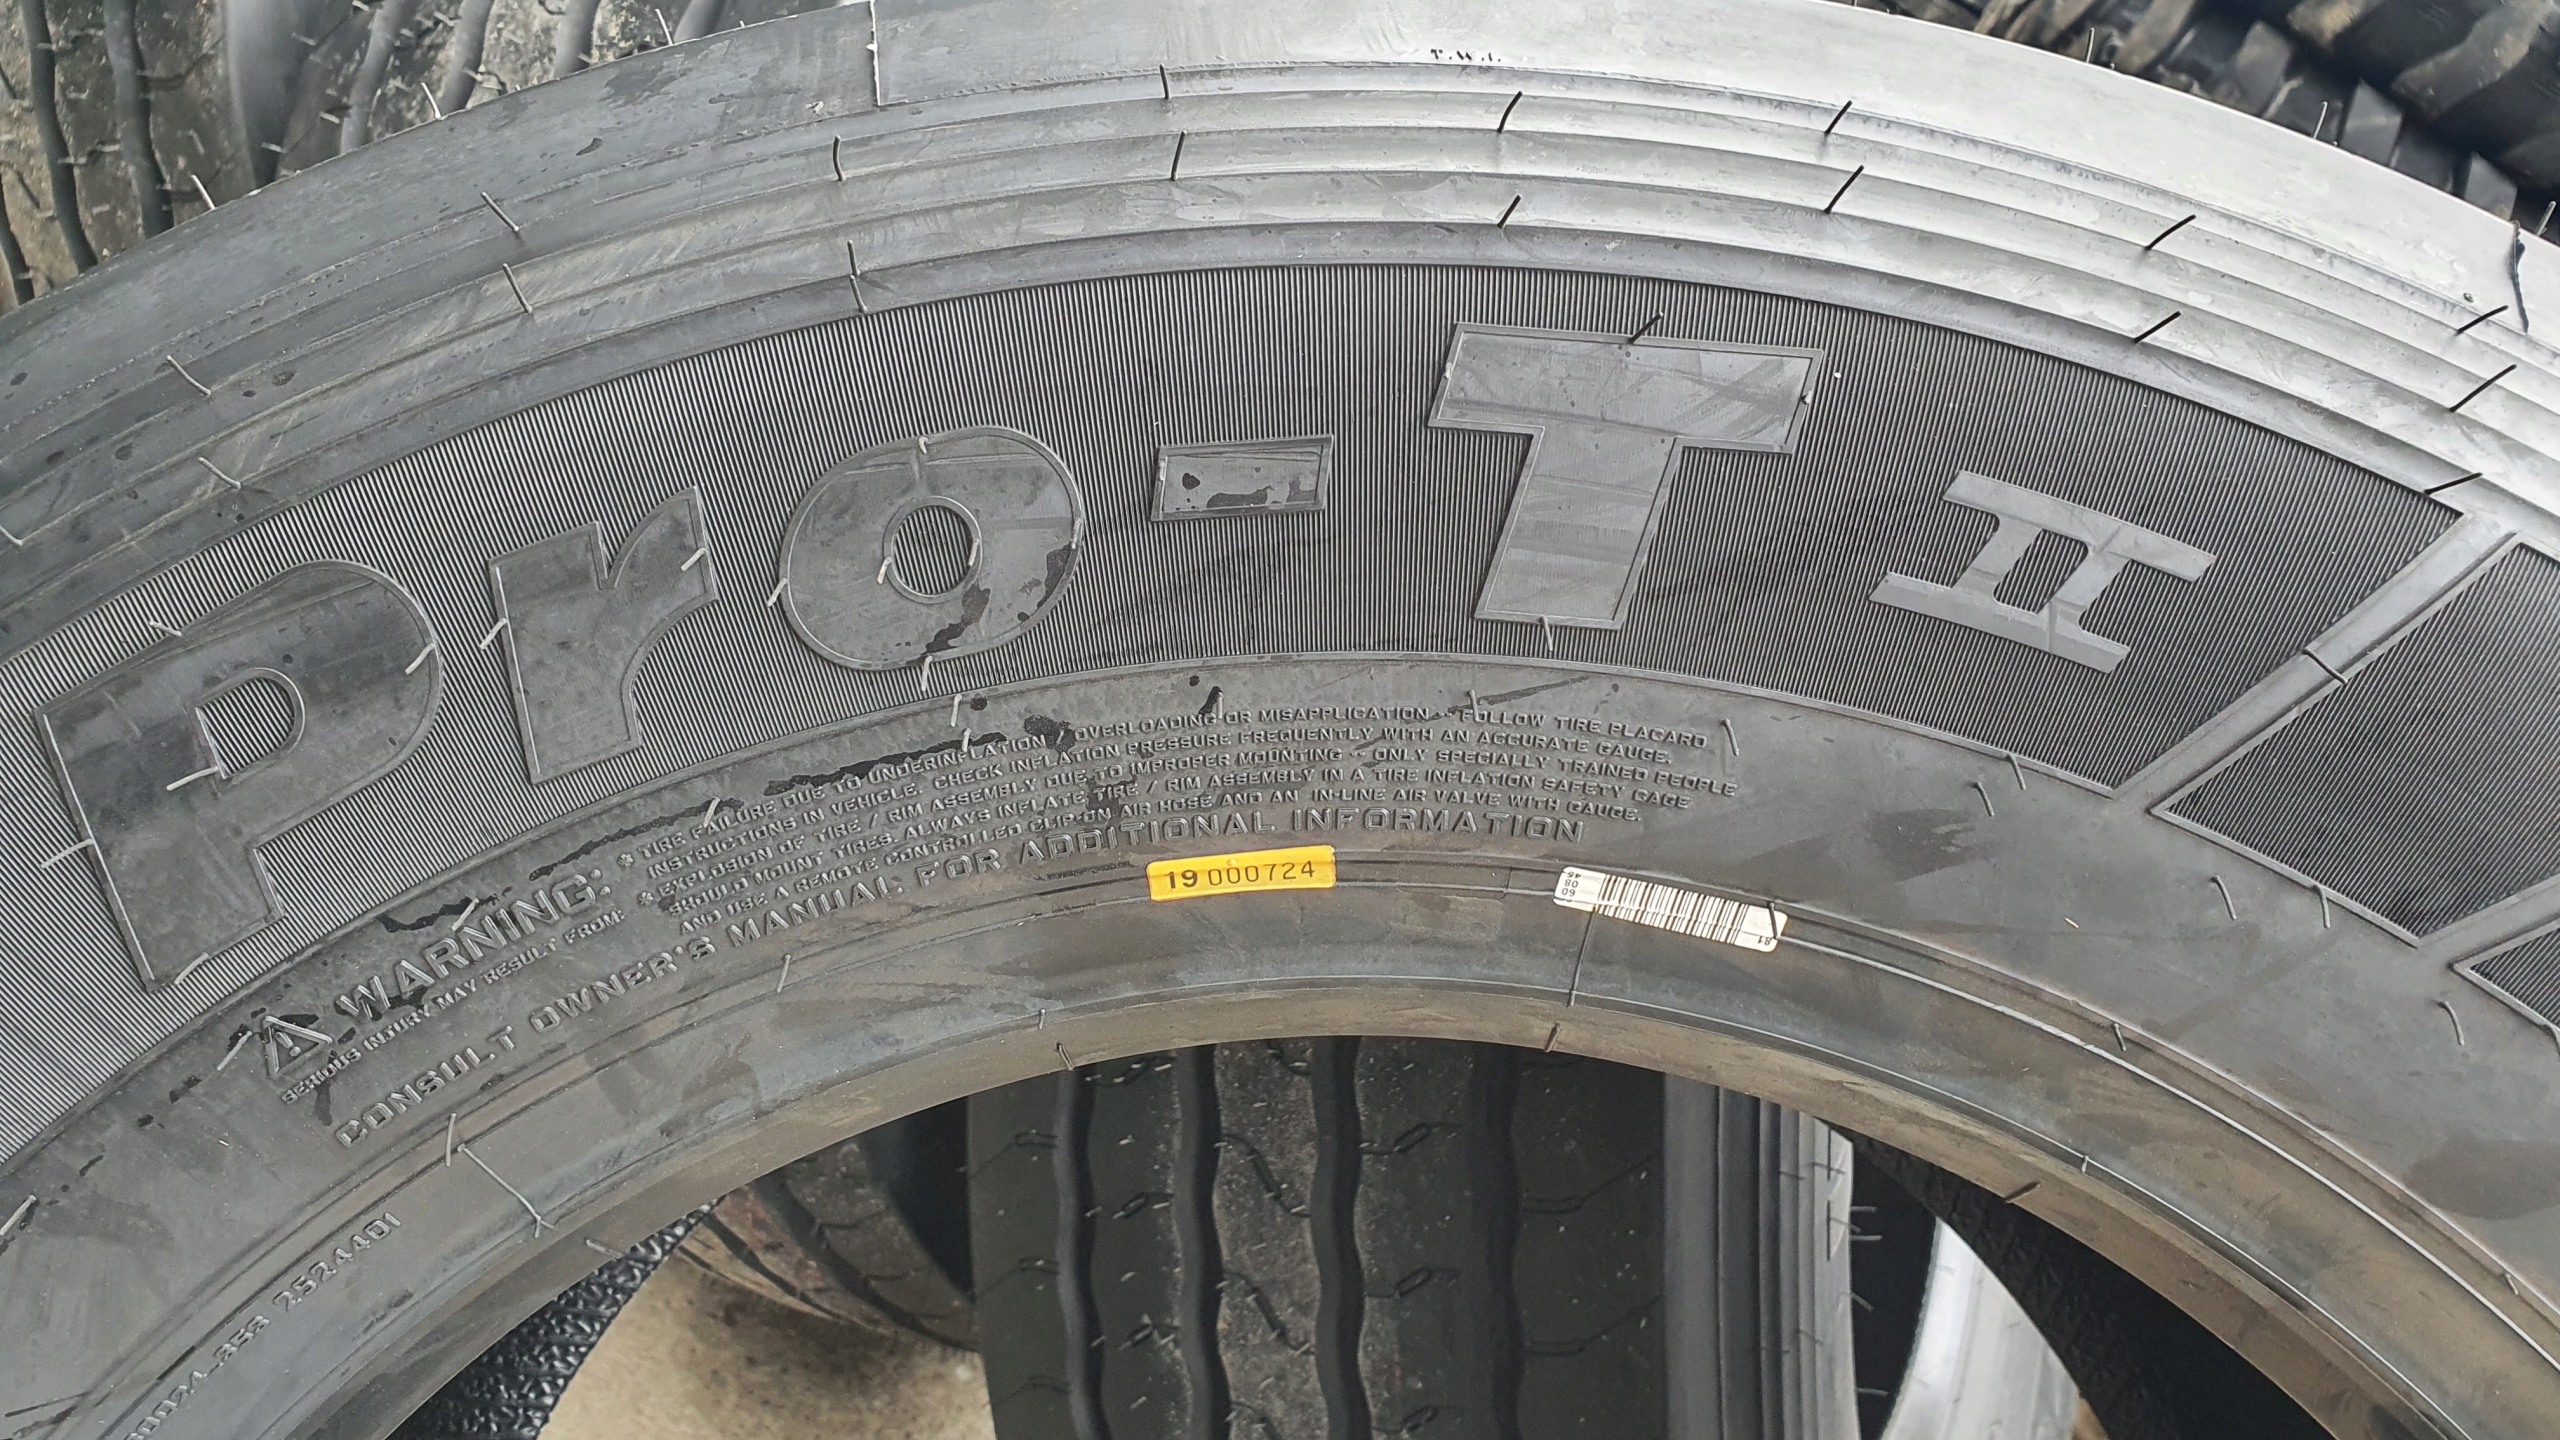 T.W.I.
Pro-T II
WARNING:
SERIOUS INJURY MAY RESULT FROM:
* TIRE FAILURE DUE TO UNDERINFLATION / OVERLOADING OR MISAPPLICATION - FOLLOW TIRE PLACARD
INSTRUCTIONS IN VEHICLE. CHECK INFLATION PRESSURE FREQUENTLY WITH AN ACCURATE GAUGE.
* EXPLOSION OF TIRE / RIM ASSEMBLY DUE TO IMPROPER MOUNTING - ONLY SPECIALLY TRAINED PEOPLE
SHOULD MOUNT TIRES. ALWAYS INFLATE TIRE / RIM ASSEMBLY IN A TIRE INFLATION SAFETY CAGE
AND USE A REMOTE CONTROLLED CLIP-ON AIR HOSE AND AN IN-LINE AIR VALVE WITH GAUGE.
CONSULT OWNER'S MANUAL FOR ADDITIONAL INFORMATION
19 000724
81
2524401